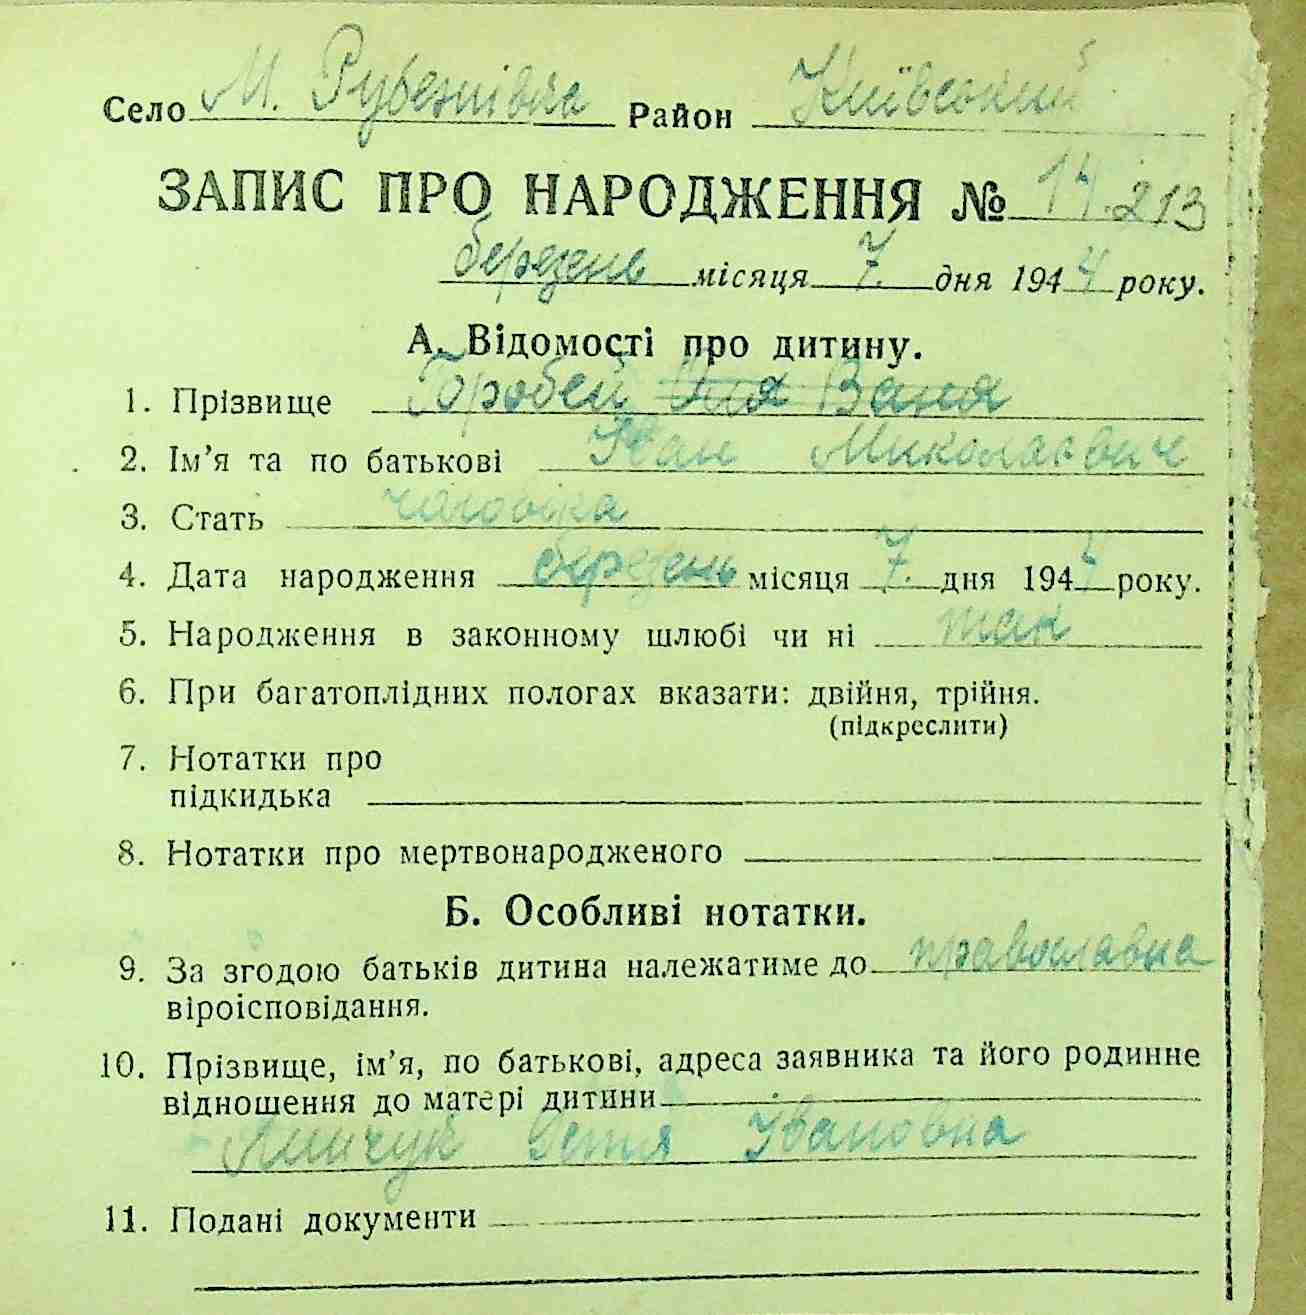 Село М. Рубежівка Район Київський
ЗАПИС ПРО НАРОДЖЕННЯ № 14. 213
березень місяця 7. дня 1944 року.
А. Відомості про дитину.
1. Прізвище Горобей Ваня
2. Ім'я та по батькові Іван Миколаєвич
3. Стать чоловіка
4. Дата народження березень місяця 7. дня 194 року.
5. Народження в законному шлюбі чи ні так
6. При багатоплідних пологах вказати: двійня, трійня.
(підкреслити)
7. Нотатки про
підкидька
8. Нотатки про мертвонародженого
Б. Особливі нотатки.
9. За згодою батьків дитина належатиме до православна
віроісповідання.
10. Прізвище, ім'я, по батькові, адреса заявника та його родинне
відношення до матері дитини
Івановна
11. Подані документи